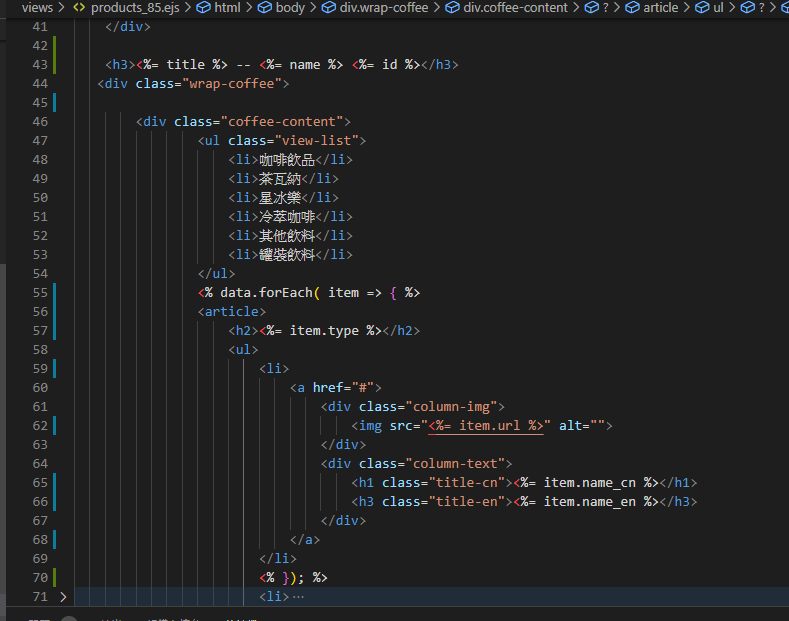 views > products_85.ejs > html > body > div.wrap-coffee > div.coffee-content > ? > article > ul > ? >
41 </div>
42
43 <h3><%= title %> -- <%= name %> <%= id %></h3>
44 <div class="wrap-coffee">
45
46 <div class="coffee-content">
47 <ul class="view-list">
48 <li>咖啡飲品</li>
49 <li>茶瓦納</li>
50 <li>星冰樂</li>
51 <li>冷萃咖啡</li>
52 <li>其他飲料</li>
53 <li>罐裝飲料</li>
54 </ul>
55 <% data.forEach( item => { %>
56 <article>
57 <h2><%= item.type %></h2>
58 <ul>
59 <li>
60 <a href="#">
61 <div class="column-img">
62 <img src="<%= item.url %>" alt="">
63 </div>
64 <div class="column-text">
65 <h1 class="title-cn"><%= item.name_cn %></h1>
66 <h3 class="title-en"><%= item.name_en %></h3>
67 </div>
68 </a>
69 </li>
70 <% }); %>
71 <li>…